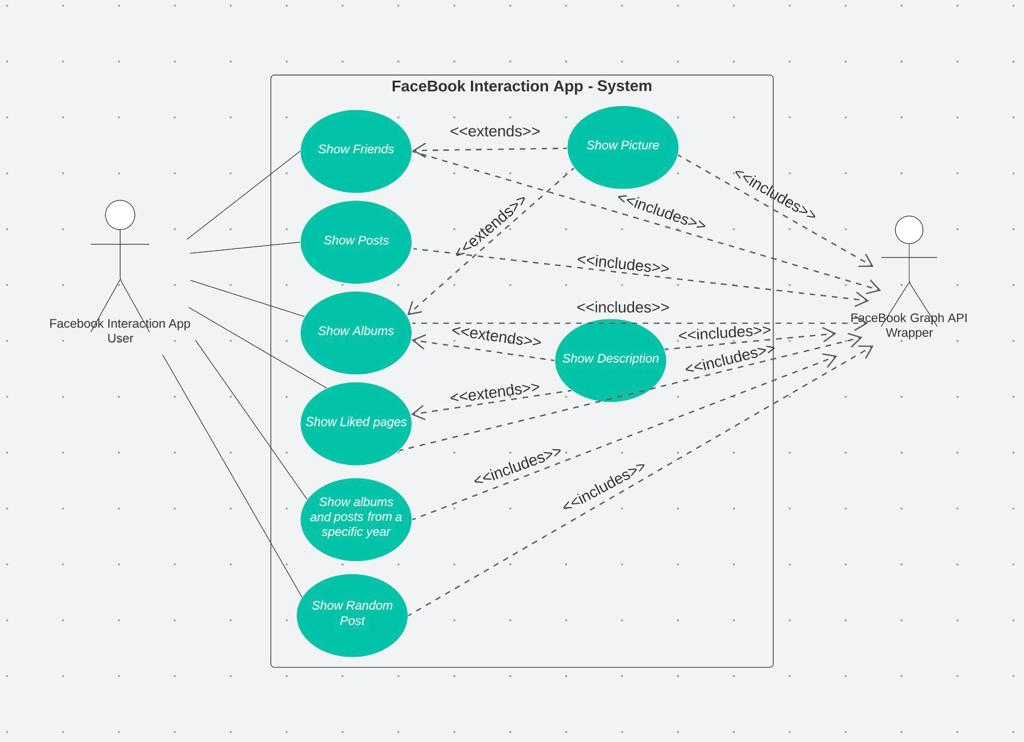 FaceBook Interaction App - System
<<extends>>
Show Friends
Show Picture
<<includes>>
<<includes>>
<<extends>>
Show Posts
<<includes>>
<<includes>>
Facebook Interaction App
User
FaceBook Graph API
Wrapper
Show Albums
<<extends>>
<<includes>>
Show Description
<<includes>>
<<extends>>
Show Liked pages
<<includes>>
<<includes>>
Show albums
and posts from a
specific year
Show Random
Post